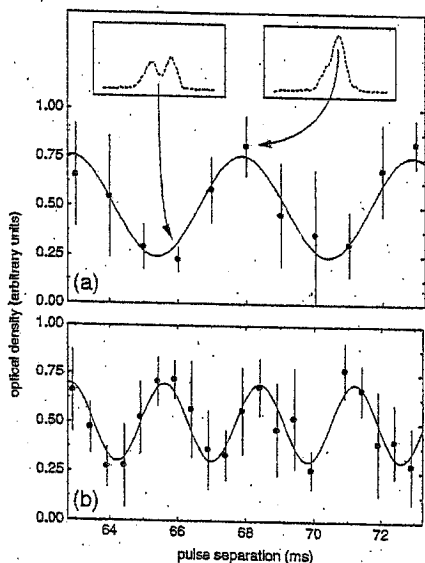 1.00
0.75
0.50
0.25
0.00
(a)
optical density (arbitrary units)
1.00
0.75
0.50
0.25
0.00
(b)
64 66 68 70 72
pulse separation (ms)